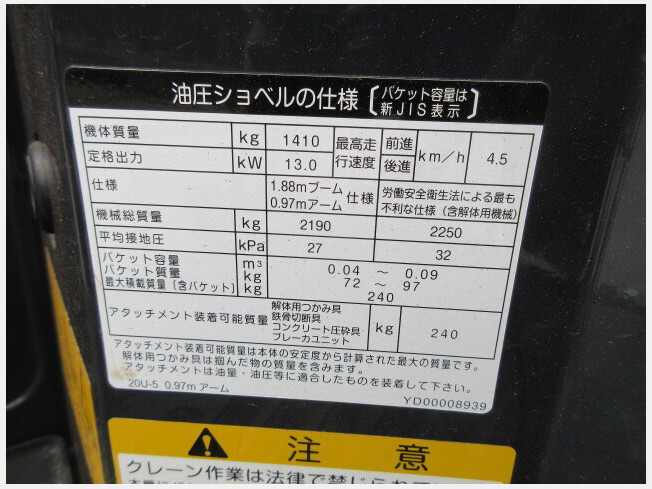 油圧ショベルの仕様〔バケット容量は
新JIS表示〕
機体質量 kg 1410 最高走行速度 前進 後進 km/h 4.5
定格出力 kW 13.0
仕様 1.88mブーム 0.97mアーム 仕様 労働安全衛生法による最も不利な仕様(含解体用機械)
機械総質量 kg 2190 2250
平均接地圧 kPa 27 32
バケット容量 m³ 0.04 ～ 0.09
バケット質量 kg 72 ～ 97
最大積載質量〔含バケット〕 kg 240
アタッチメント装着可能質量 解体用つかみ具 鉄骨切断具 コンクリート圧砕具 ブレーカユニット kg 240
アタッチメント装着可能質量は本体の安定度から計算された最大の質量です。
解体用つかみ具は掴んだ物の質量を含みます。
アタッチメントは油量・油圧等に適合したものを装着して下さい。
20U-5 0.97mアーム YD00008939
注意
クレーン作業は法律で禁じられて